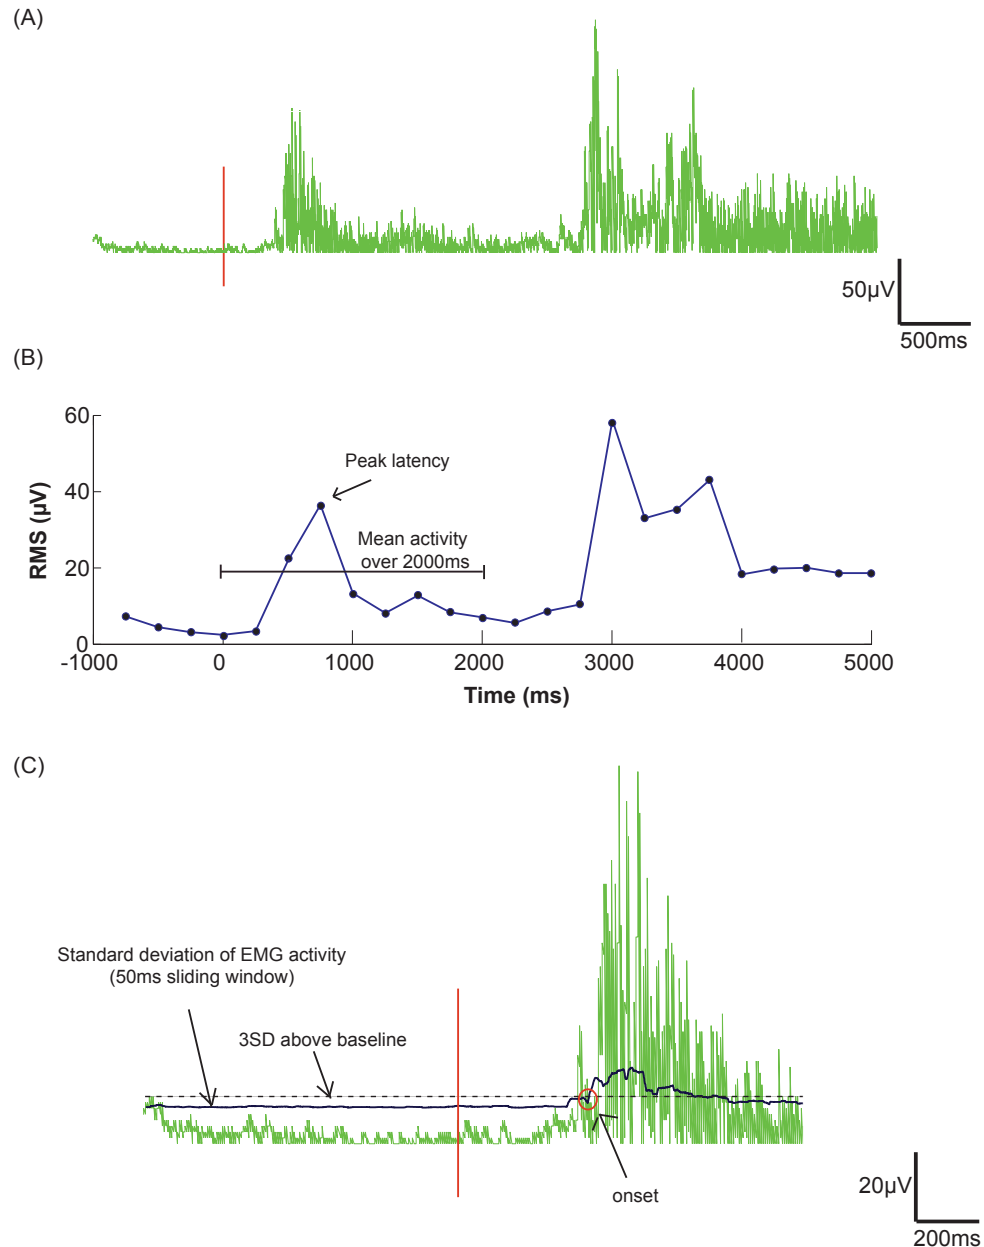 (A)
50µV
500ms
(B)
60
40
20
0
RMS (µV)
Peak latency
Mean activity
over 2000ms
-1000
0
1000
2000
3000
4000
5000
Time (ms)
(C)
Standard deviation of EMG activity
(50ms sliding window)
3SD above baseline
onset
20µV
200ms